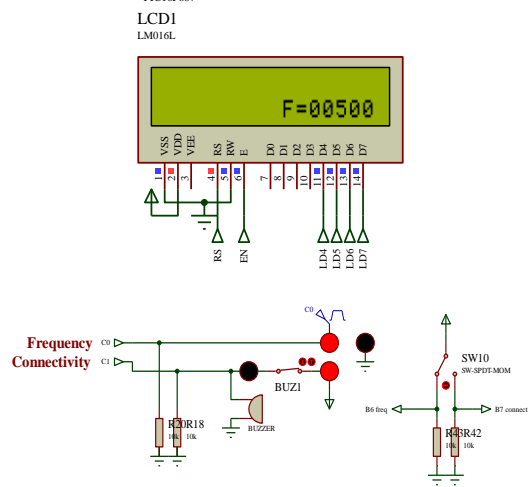 LCD1
LM016L
F=00500
VSS
VDD
VEE
RS
RW
E
D0
D1
D2
D3
D4
D5
D6
D7
1
2
3
4
5
6
7
8
9
10
11
12
13
14
RS
EN
LD4
LD5
LD6
LD7
C0
Frequency C0
Connectivity C1
BUZ1
BUZZER
R20 R18
10k 10k
SW10
SW-SPDT-MOM
B6 freq
B7 connect
R43 R42
10k 10k